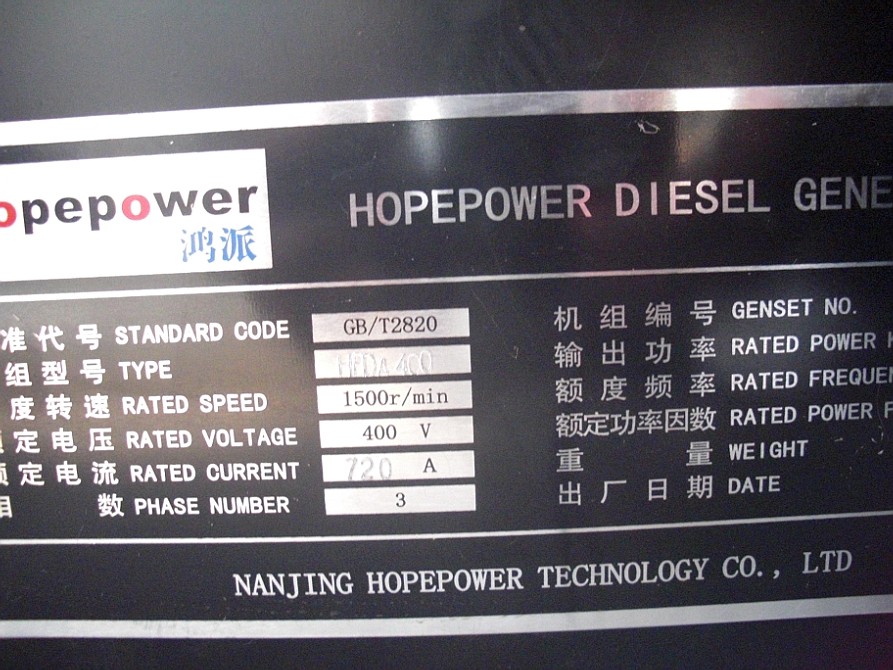 opepower
鸿派
HOPEPOWER DIESEL GENE
准代号 STANDARD CODE GB/T2820
组型号 TYPE HFDA400
度转速 RATED SPEED 1500r/min
定电压 RATED VOLTAGE 400 V
定电流 RATED CURRENT 720 A
相 数 PHASE NUMBER 3
机组编号 GENSET NO.
输出功率 RATED POWER
额度频率 RATED FREQUEN
额定功率因数 RATED POWER F
重 量 WEIGHT
出厂日期 DATE
NANJING HOPEPOWER TECHNOLOGY CO., LTD